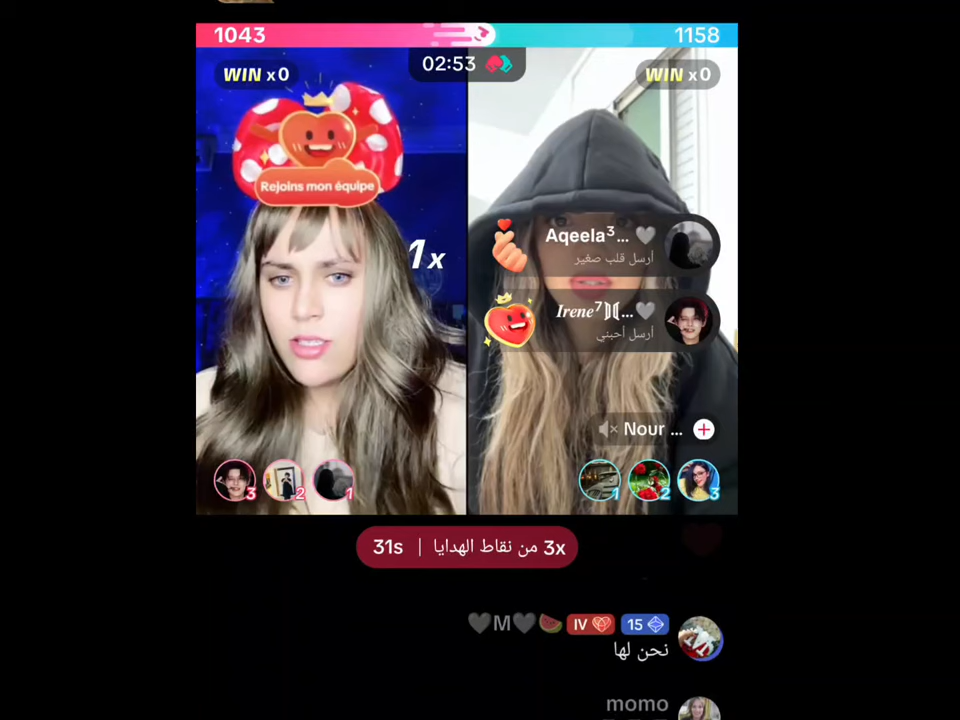 1043
1158
02:53
WIN x0
WIN x0
Rejoins mon équipe
1x
Aqeela³...
أرسل قلب صغير
Irene⁷...
أرسل أحبني
Nour ...
3
2
1
1
2
3
3x من نقاط الهدايا | 31s
M IV 15
نحن لها
momo